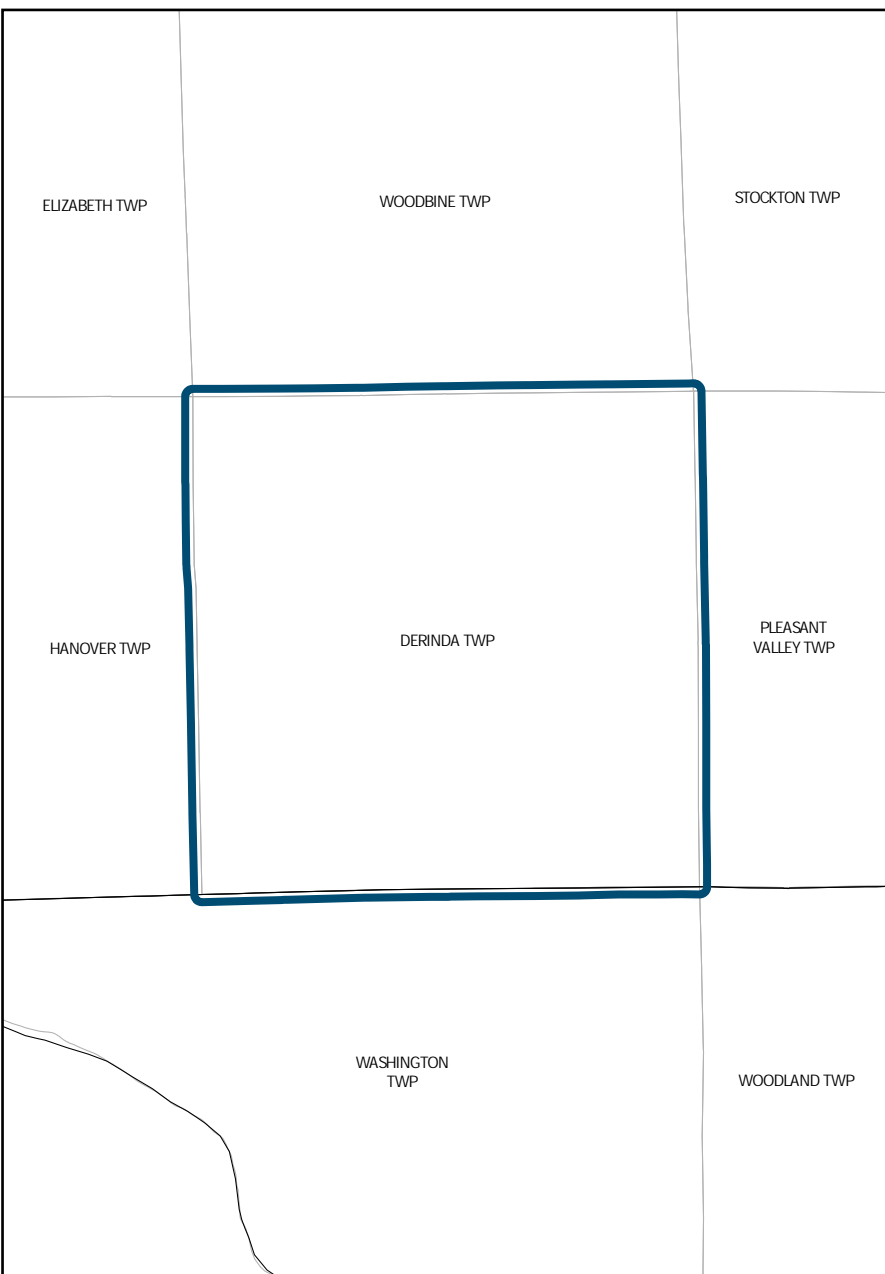 ELIZABETH TWP
WOODBINE TWP
STOCKTON TWP
HANOVER TWP
DERINDA TWP
PLEASANT
VALLEY TWP
WASHINGTON
TWP
WOODLAND TWP